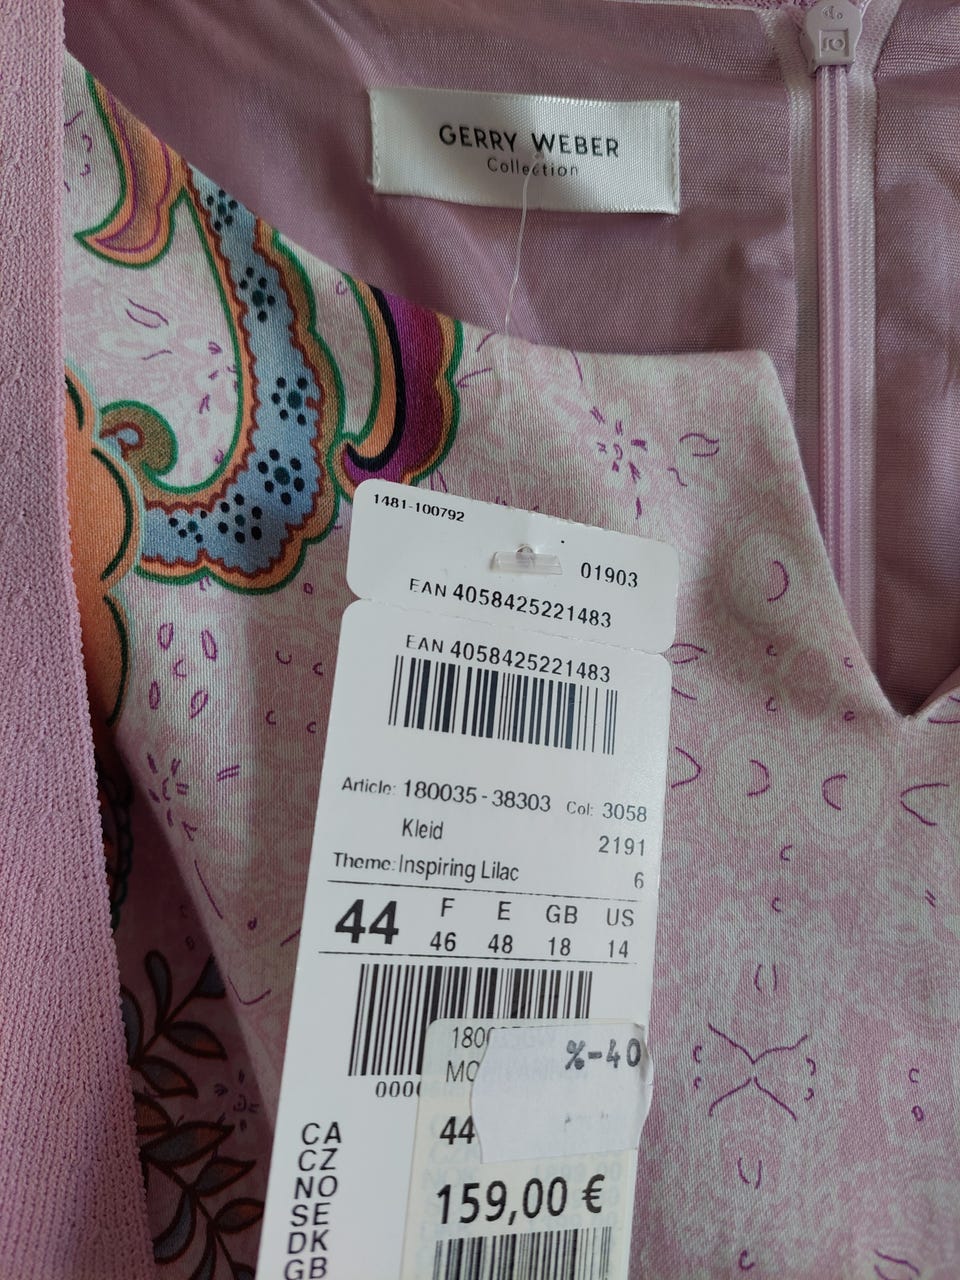 GERRY WEBER
Collection
1481-100792
01903
EAN 4058425221483
EAN 4058425221483
Article: 180035-38303 Col: 3058
Kleid 2191
Theme: Inspiring Lilac 6
44 F E GB US
46 48 18 14
%-40
44
159,00 €
CA
CZ
NO
SE
DK
GB